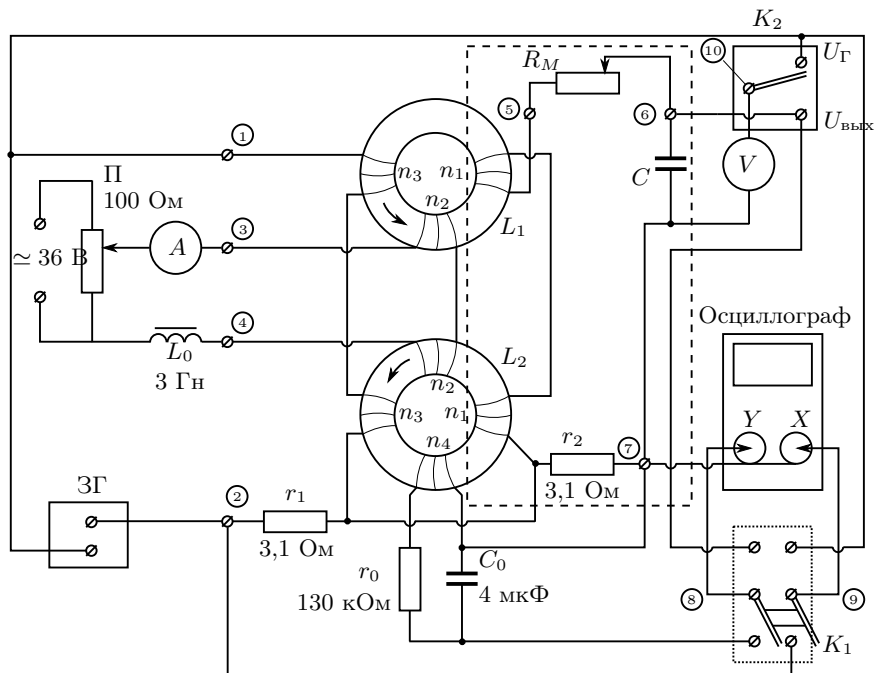 K₂
R_M
⑩
U_Г
①
⑤
⑥
U_вых
n₃
n₁
C
V
П
100 Ом
n₂
③
L₁
≃ 36 В
A
④
Осциллограф
L₀
L₂
3 Гн
n₂
n₃
n₁
Y
X
n₄
r₂
⑦
ЗГ
②
r₁
3,1 Ом
3,1 Ом
r₀
C₀
130 кОм
4 мкФ
⑧
⑨
K₁